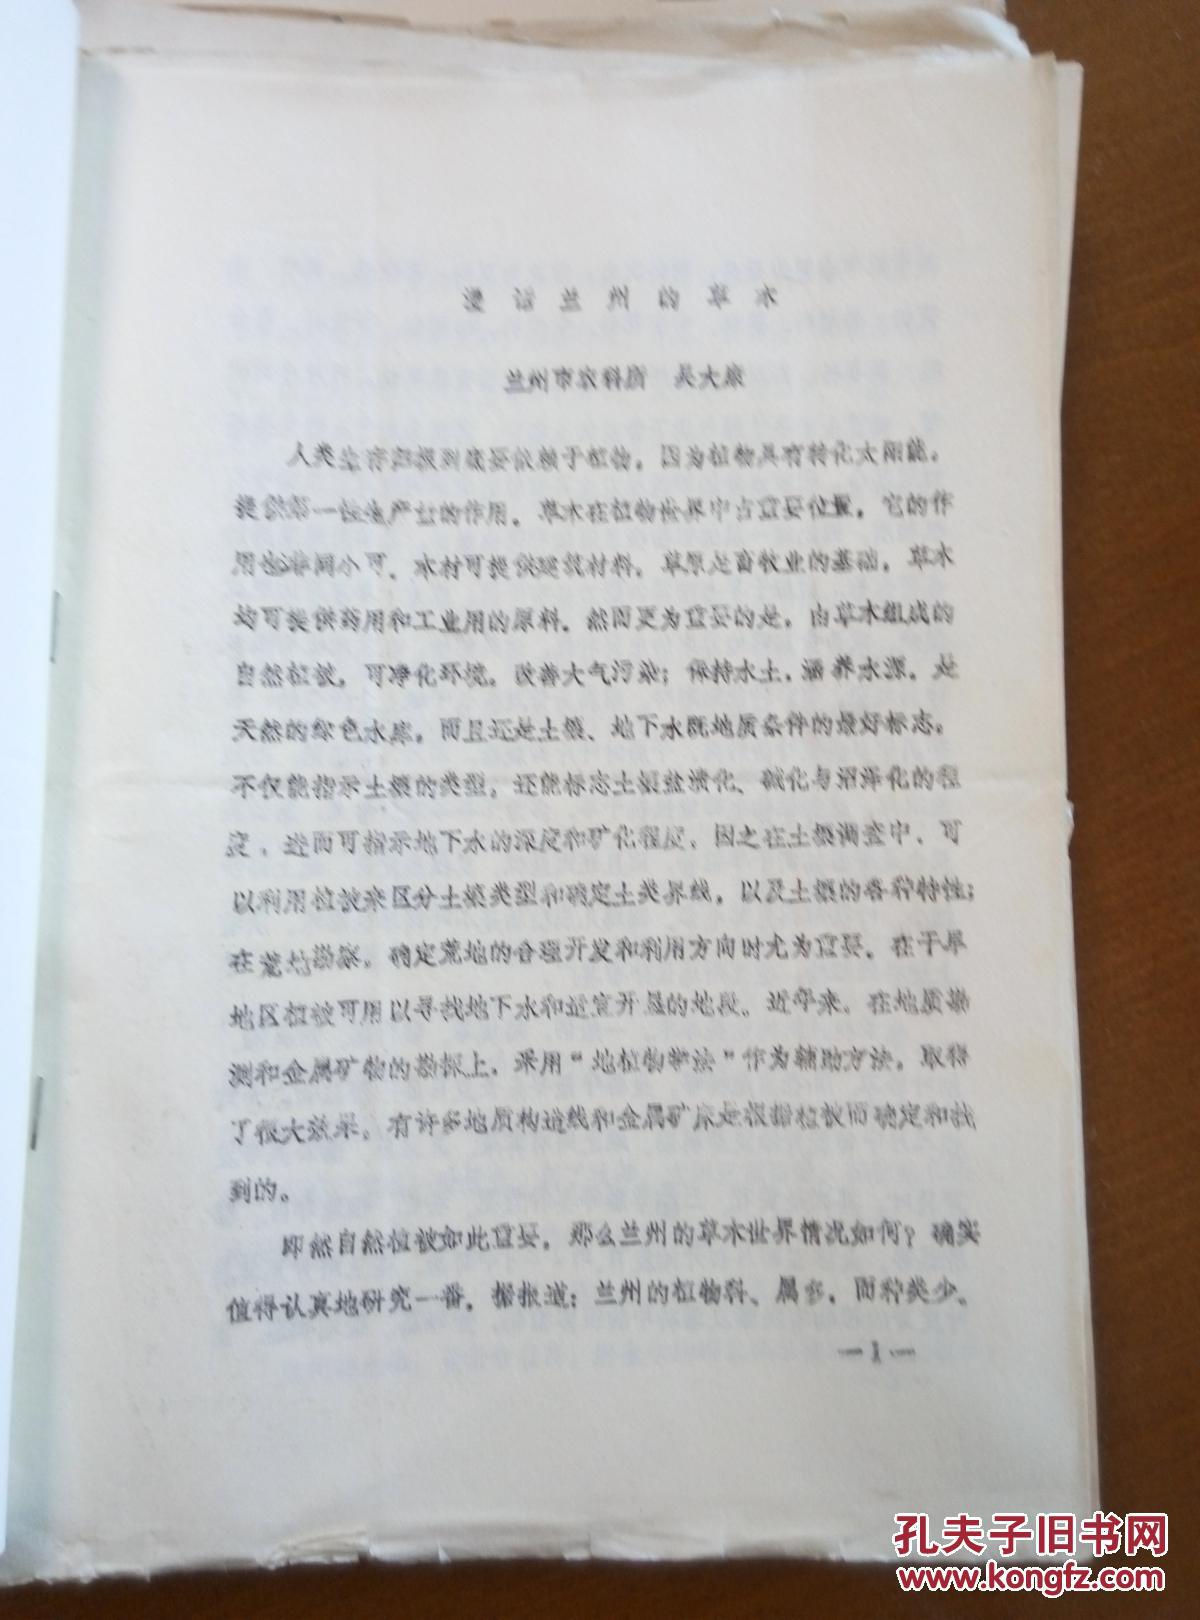 漫话兰州的草木
兰州市农科所 吴大康
人类生存归根到底要依赖于植物，因为植物具有转化太阳能，
提供第一性生产力的作用。草木在植物世界中占重要位置，它的作
用也非同小可。木材可提供建筑材料，草原是畜牧业的基础，草木
均可提供药用和工业用的原料。然而更为重要的是，由草木组成的
自然植被，可净化环境，改善大气污染；保持水土，涵养水源，是
天然的绿色水库，而且还是土壤、地下水既地质条件的最好标志。
不仅能指示土壤的类型，还能标志土壤盐渍化、碱化与沼泽化的程
度，进而可指示地下水的深度和矿化程度。因之在土壤调查中，可
以利用植被来区分土壤类型和确定土类界线，以及土壤的各种特性；
在荒地勘察，确定荒地的合理开发和利用方向时尤为重要。在干旱
地区植被可用以寻找地下水和适宜开垦的地段。近年来，在地质勘
测和金属矿物的勘探上，采用“地植物学法”作为辅助方法，取得
了很大效果，有许多地质构造线和金属矿床是根据植被而确定和找
到的。
即然自然植被如此重要，那么兰州的草木世界情况如何？确实
值得认真地研究一番。据报道：兰州的植物科、属多，而种类少、
—1—
孔夫子旧书网
www.kongfz.com